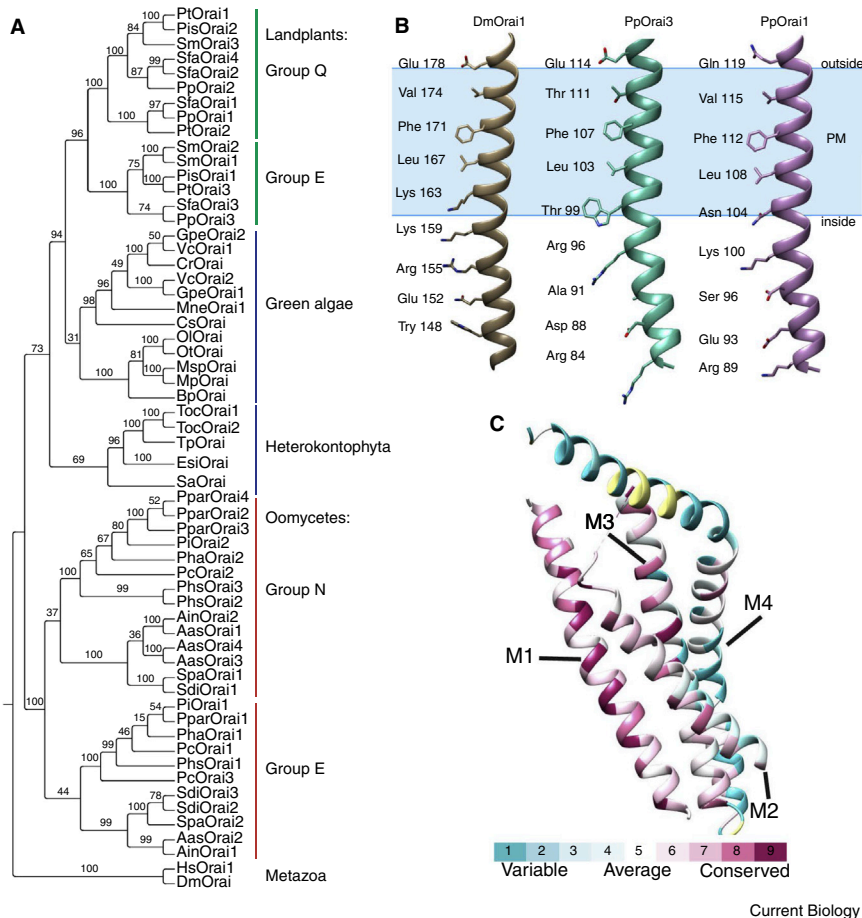 A
100
PtOrai1
84
PisOrai2
SmOrai3
100
99
SfaOrai4
87
SfaOrai2
PpOrai2
100
97
SfaOrai1
100
PpOrai1
PtOrai2
96
100
SmOrai2
75
SmOrai1
100
PisOrai1
100
PtOrai3
74
SfaOrai3
PpOrai3
94
50
GpeOrai2
100
VcOrai1
49
CrOrai
96
100
VcOrai2
GpeOrai1
98
MneOrai1
CsOrai
31
100
OlOrai
81
OtOrai
100
MspOrai
100
MpOrai
BpOrai
73
100
TocOrai1
100
TocOrai2
96
TpOrai
100
EsiOrai
69
SaOrai
52
PparOrai4
100
PparOrai2
80
PparOrai3
67
PiOrai2
65
PhaOrai2
100
PcOrai2
99
PhsOrai3
PhsOrai2
37
100
AinOrai2
36
AasOrai1
100
AasOrai4
100
AasOrai3
100
SpaOrai1
SdiOrai1
100
54
PiOrai1
15
PparOrai1
46
PhaOrai1
99
PcOrai1
100
PhsOrai1
PcOrai3
44
78
SdiOrai3
100
SdiOrai2
99
SpaOrai2
99
AasOrai2
AinOrai1
100
HsOrai1
DmOrai
Landplants:
Group Q
Group E
Green algae
Heterokontophyta
Oomycetes:
Group N
Group E
Metazoa
B
DmOrai1
PpOrai3
PpOrai1
Glu 178
Val 174
Phe 171
Leu 167
Lys 163
Lys 159
Arg 155
Glu 152
Try 148
Glu 114
Thr 111
Phe 107
Leu 103
Thr 99
Arg 96
Ala 91
Asp 88
Arg 84
Gln 119
Val 115
Phe 112
Leu 108
Asn 104
Lys 100
Ser 96
Glu 93
Arg 89
outside
PM
inside
C
M3
M4
M1
M2
1 2 3 4 5 6 7 8 9
Variable Average Conserved
Current Biology